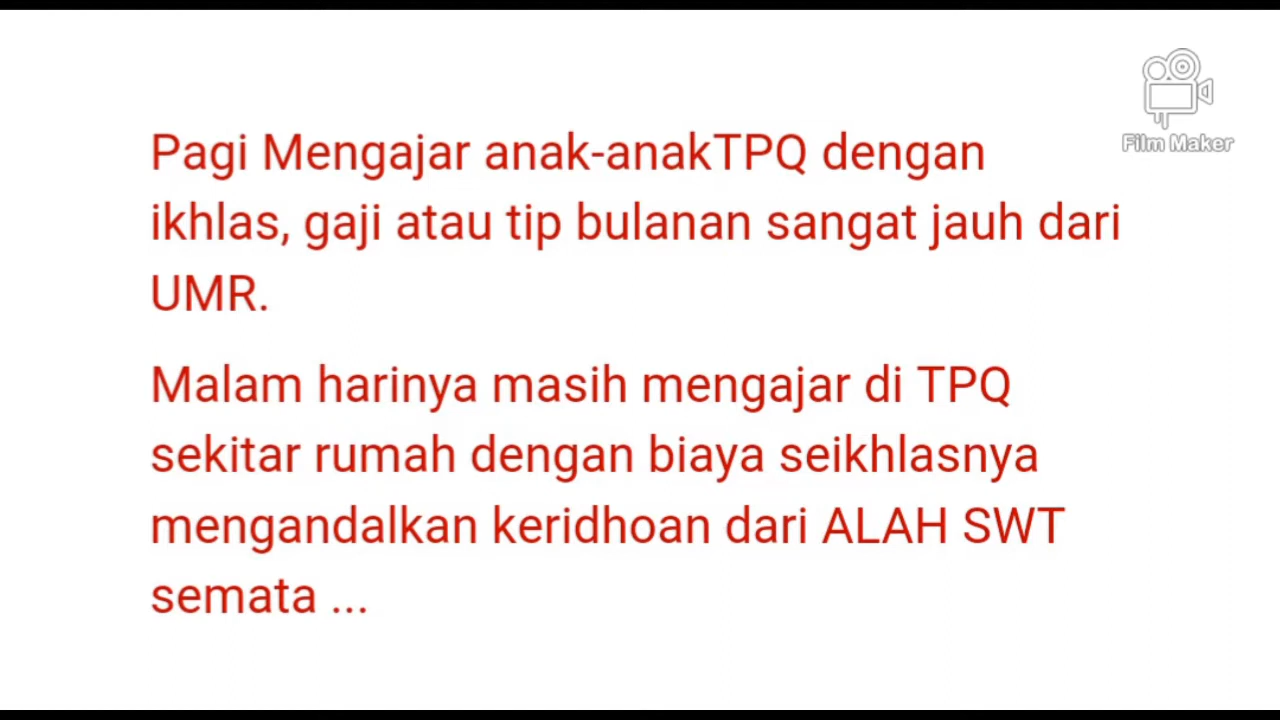 Film Maker
Pagi Mengajar anak-anakTPQ dengan
ikhlas, gaji atau tip bulanan sangat jauh dari
UMR.
Malam harinya masih mengajar di TPQ
sekitar rumah dengan biaya seikhlasnya
mengandalkan keridhoan dari ALAH SWT
semata ...